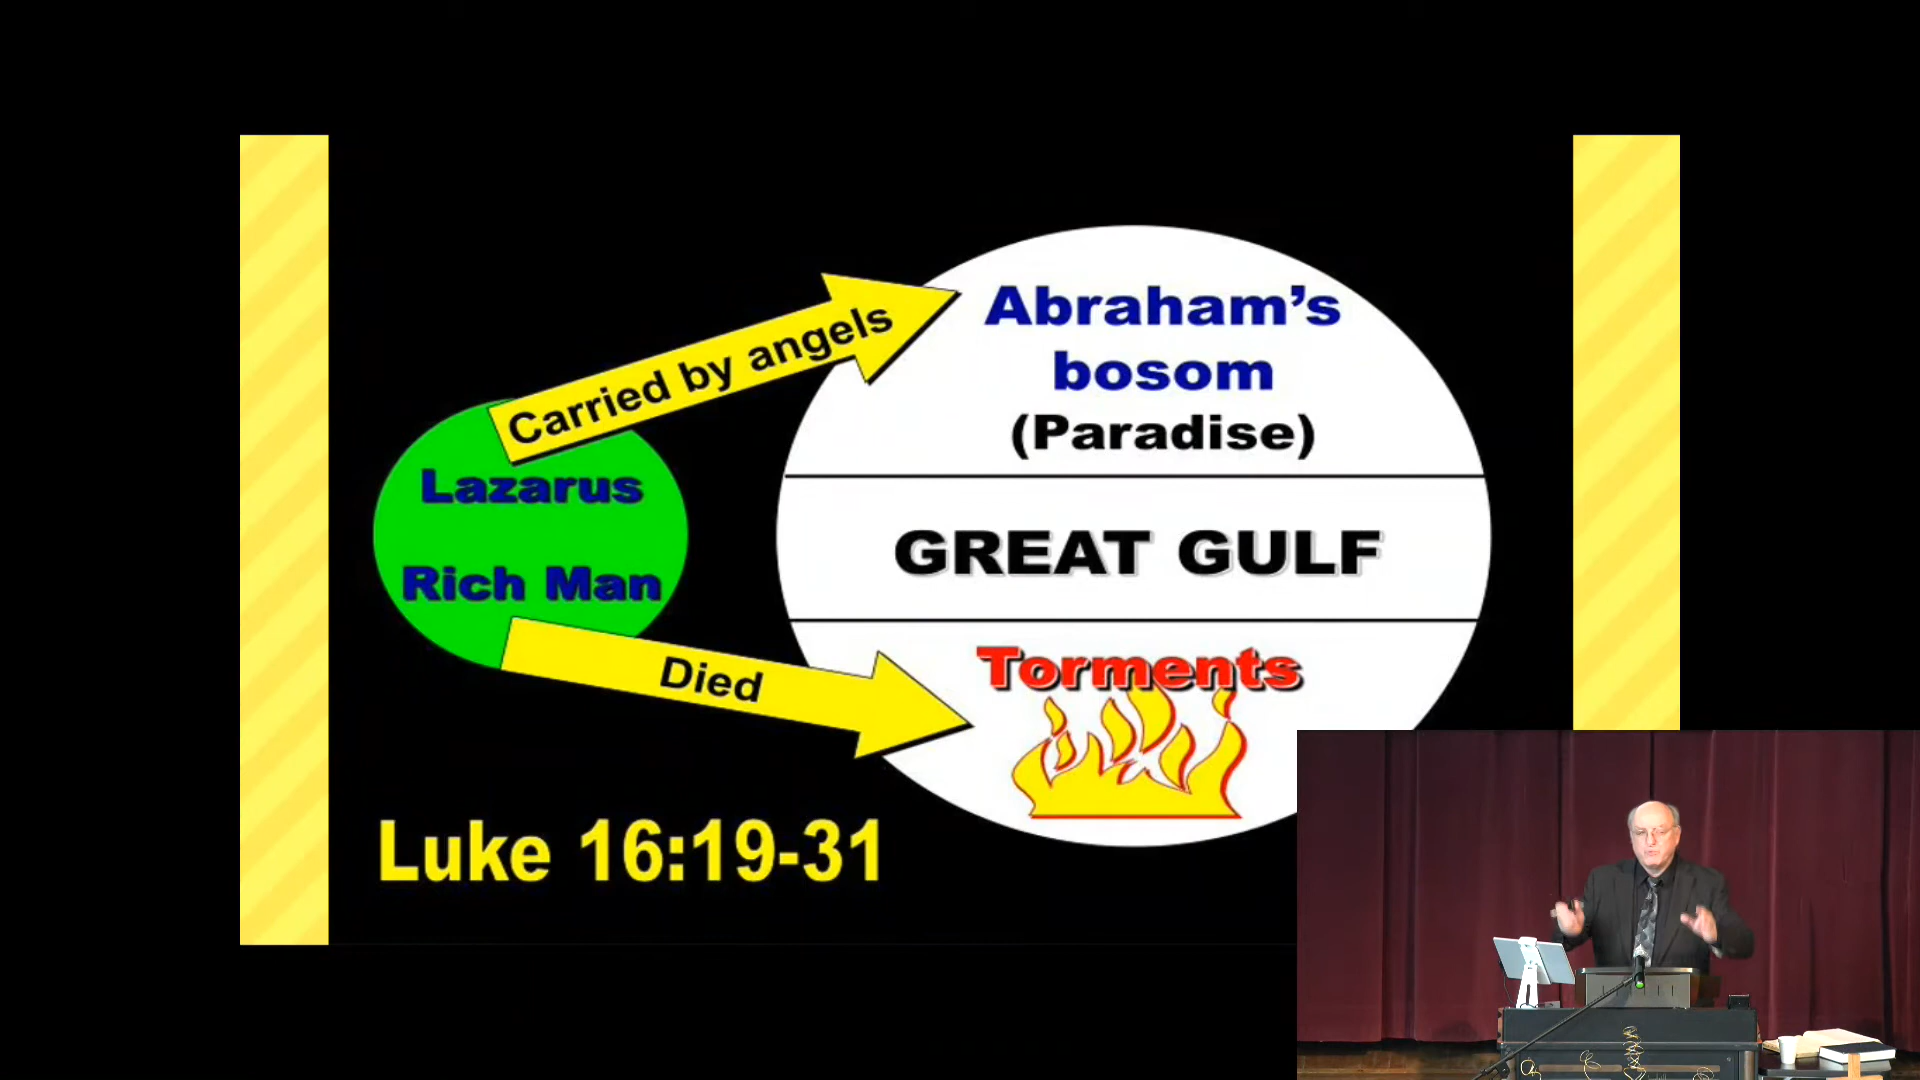 Carried by angels
Lazarus
Rich Man
Died
Abraham’s
bosom
(Paradise)
GREAT GULF
Torments
Luke 16:19-31